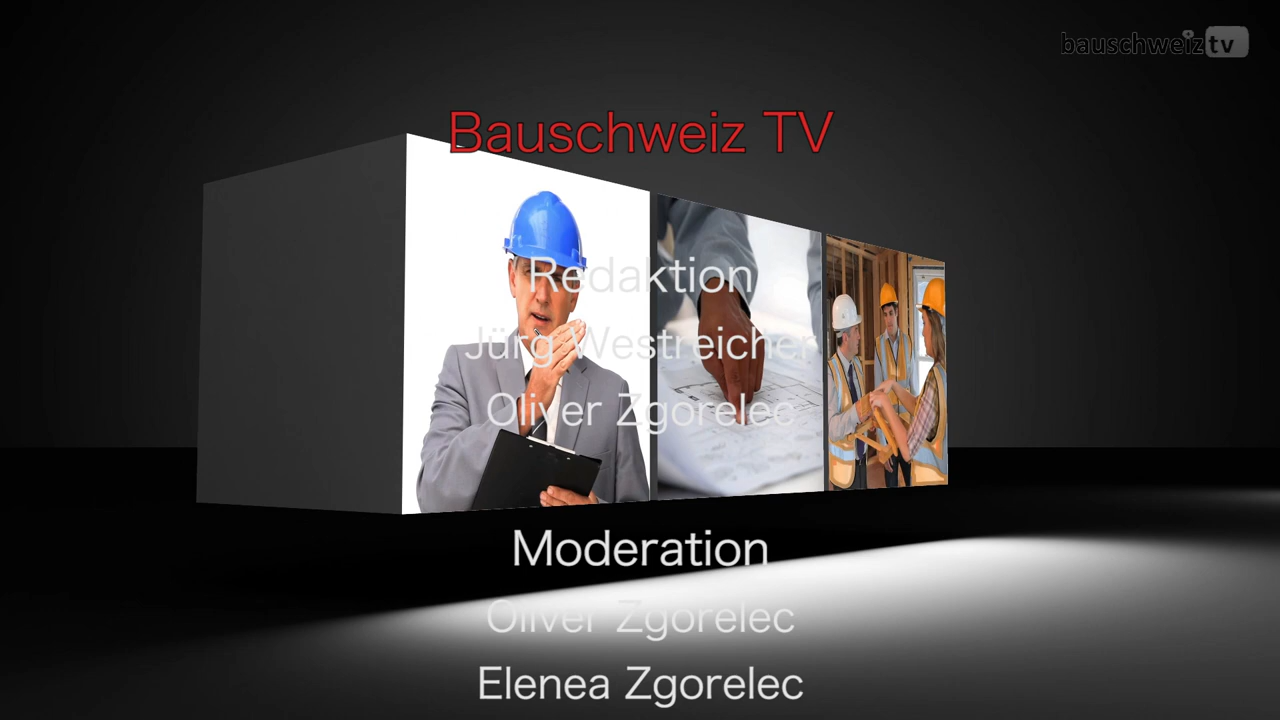 bauschweiz tv
Bauschweiz TV
Redaktion
Jürg Westreicher
Oliver Zgorelec
Moderation
Oliver Zgorelec
Elenea Zgorelec